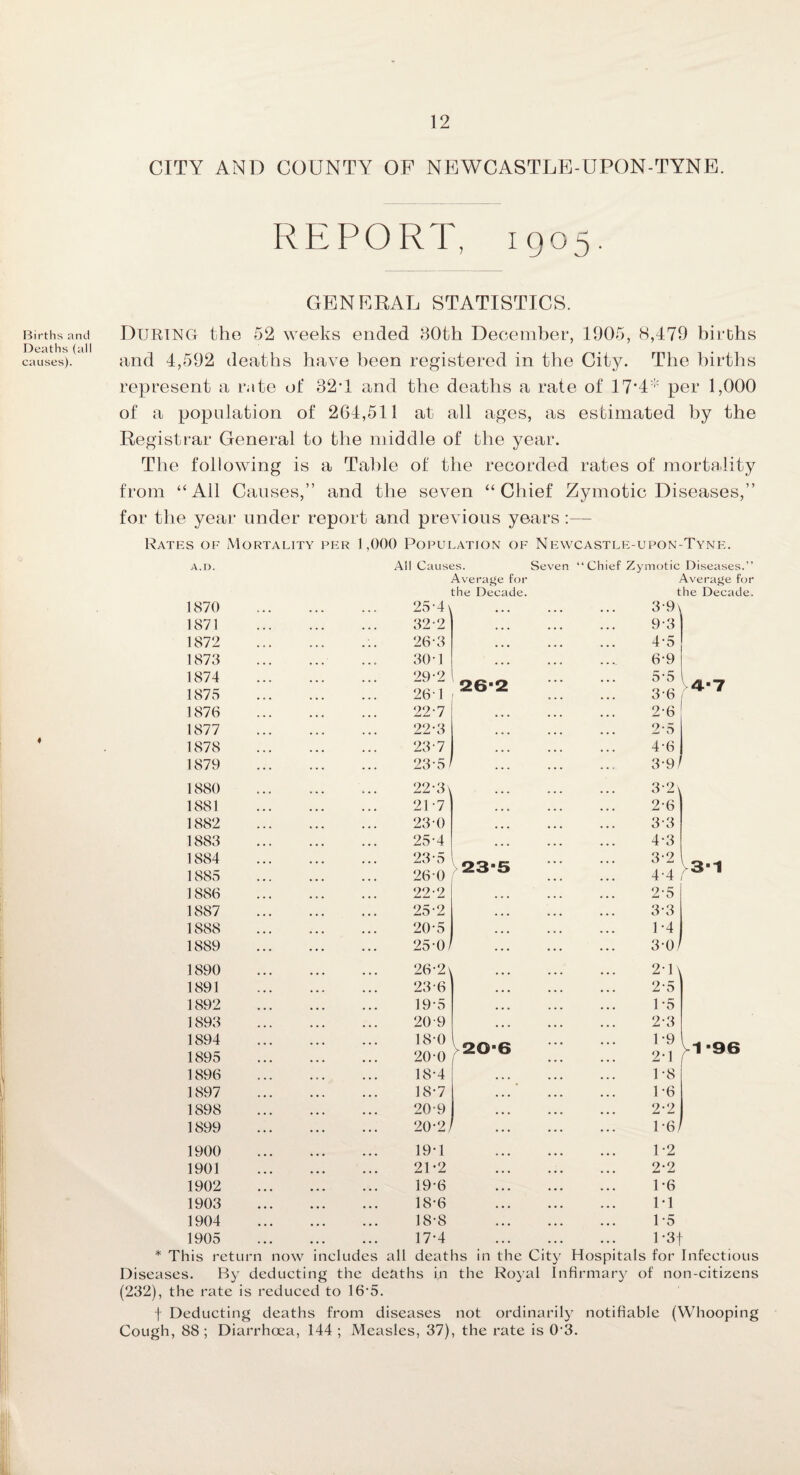 12
CITY AND COUNTY OF NEWCASTLE-UPON-TYNE.
REPORT, 1905.
GENERAL STATISTICS.
Births and
Deaths (all
causes).
DURING the 52 weeks ended 30th December, 1905, 8,479 births
and 4,592 deaths have been registered in the City. The births
represent a rate of 32·1 and the deaths a rate of 17·4* per 1,000
of a population of 264,511 at all ages, as estimated by the
Registrar General to the middle of the year.
The following is a Table of the recorded rates of mortality
from “All Causes,” and the seven “Chief Zymotic Diseases,”
for the year under report and previous years:—
RATES OF MORTALITY PER 1,000 POPULATION OF NEWCASTLE-UPON-TYNE.
A.D. All Causes. Seven “Chief Zymotic Diseases.”
Average for Average for
the Decade. the Decade.
1870 ... ... ... 25·4 ... ... ... 3·9
1871 ... ... ... 32·2 ... ... ... 9·3
1872 ... ... ... 26·3 ... ... ... 4·5
1873 ... ... ... 30·1 ... ... ... 6·9
1874 ... ... ... 29·2 ... ... 5·5
26·2 4·7
1875 ... ... ... 26·1 ... ... 3·6
1876 ... ... ... 22·7 ... ... ... 2·6
1877 ... ... ... 22·3 ... ... ... 2·5
1878 ... ... ... 23·7 ... ... ... 4·6
1879 ... ... ... 23·5 ... ... ... 3·9
1880 ... ... ... 22·3 ... ... ... 3·2
1881 ... ... ... 21·7 ... ... ... 2·6
1882 ... ... ... 23·0 ... ... ... 3·3
1883 ... ... ... 25·4 ... ... ... 4·3
1884 ... ... ... 23·5 ... ... 3·2
23·5 3·1
1885 ... ... ... 26·0 ... ... 4·4
1886 ... ... ... 22·2 ... ... ... 2·5
1887 ... ... ... 25·2 ... ... ... 3·3
1888 ... ... ... 20·5 ... ... ... 1·4
1889 ... ... ... 25·0 ... ... ... 3·0
1890 ... ... ... 26·2 ... ... ... 2·1
1891 ... ... ... 23·6 ... ... ... 2·5
1892 ... ... ... 19·5 ... ... ... 1·5
1893 ... ... ... 20·9 ... ... ... 2·3
1894 ... ... ... 18·0 ... ... 1·9
20·6 1·96
1895 ... ... ... 20·0 ... ... 2·1
1896 ... ... ... 18·4 ... ... ... 1·8
1897 ... ... ... 18·7 ... ... ... 1·6
1898 ... ... ... 20·9 ... ... ... 2·2
1899 ... ... ... 20·2 ... ... ... 1·6
1900 ... ... ... 19·1 ... ... ... 1·2
1901 ... ... ... 21·2 ... ... ... 2·2
1902 ... ... ... 19·6 ... ... ... 1·6
1903 ... ... ... 18·6 ... ... ... 1·1
1904 ... ... ... 18·8 ... ... ... 1·5
1905 ... ... ... 17·4 ... ... ... 1·3†
* This return now includes all deaths in the City Hospitals for Infectious
Diseases. By deducting the deaths in the Royal Infirmary of non-citizens
(232), the rate is reduced to 16·5.
† Deducting deaths from diseases not ordinarily notifiable (Whooping
Cough, 88; Diarrhœa, 144; Measles, 37), the rate is 0·3.